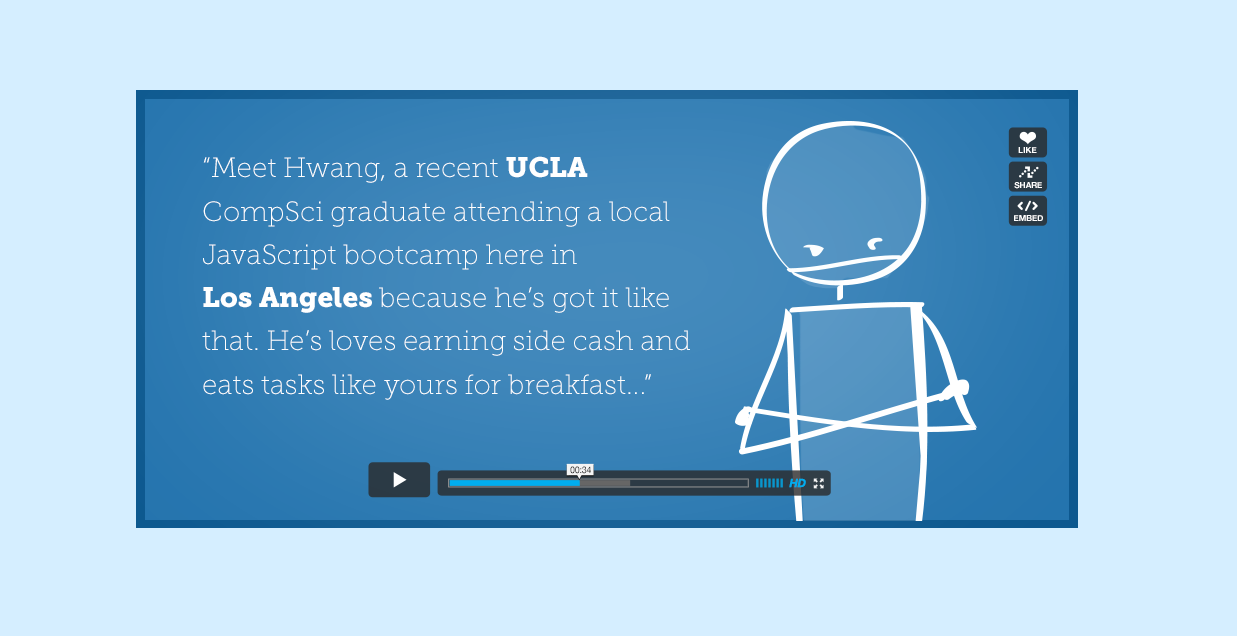 “Meet Hwang, a recent UCLA
CompSci graduate attending a local
JavaScript bootcamp here in
Los Angeles because he’s got it like
that. He’s loves earning side cash and
eats tasks like yours for breakfast...”
LIKE
SHARE
EMBED
00:34
HD